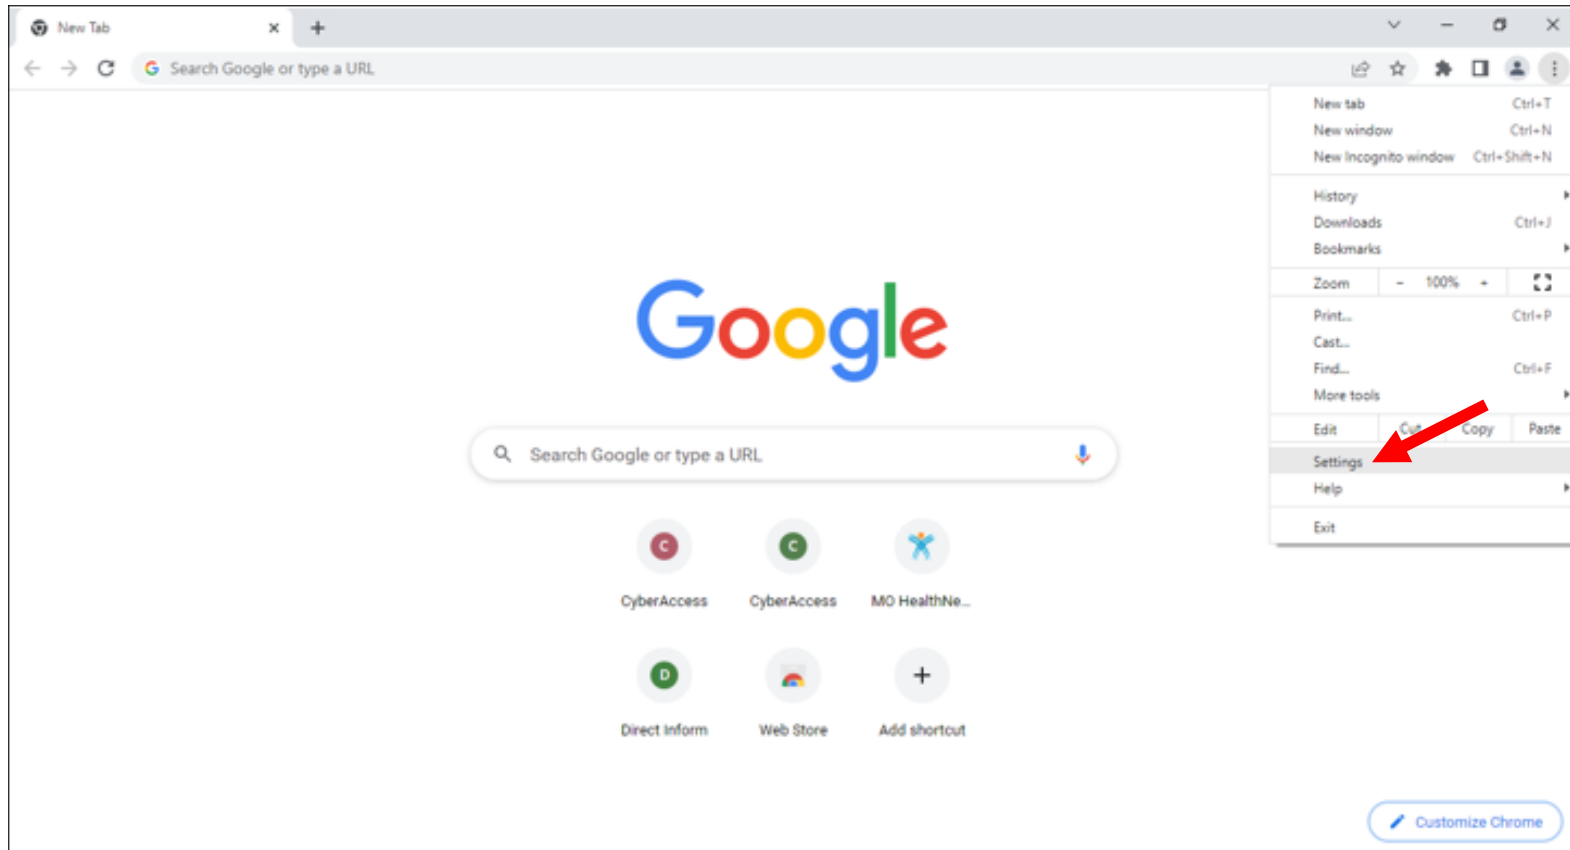 New Tab
Search Google or type a URL
New tab Ctrl+T
New window Ctrl+N
New Incognito window Ctrl+Shift+N
History
Downloads Ctrl+J
Bookmarks
Zoom - 100% +
Print... Ctrl+P
Cast...
Find... Ctrl+F
More tools
Edit Cut Copy Paste
Settings
Help
Exit
Google
Search Google or type a URL
C C
CyberAccess CyberAccess MO HealthNe...
D
Direct Inform Web Store Add shortcut
Customize Chrome